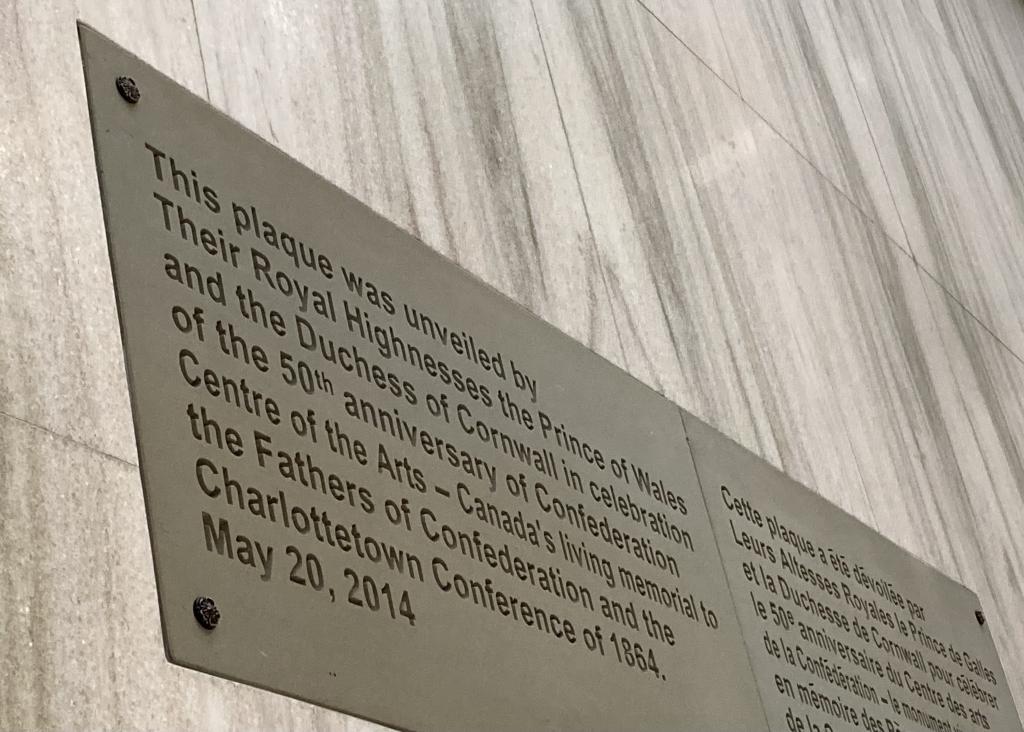 This plaque was unveiled by
Their Royal Highnesses the Prince of Wales
and the Duchess of Cornwall in celebration
of the 50th anniversary of Confederation
Centre of the Arts – Canada's living memorial to
the Fathers of Confederation and the
Charlottetown Conference of 1864.
May 20, 2014
Cette plaque a été dévoilée par
Leurs Altesses Royales le Prince de Galles
et la Duchesse de Cornwall pour célébrer
le 50e anniversaire du Centre des arts
de la Confédération – le monument
en mémoire des
de la